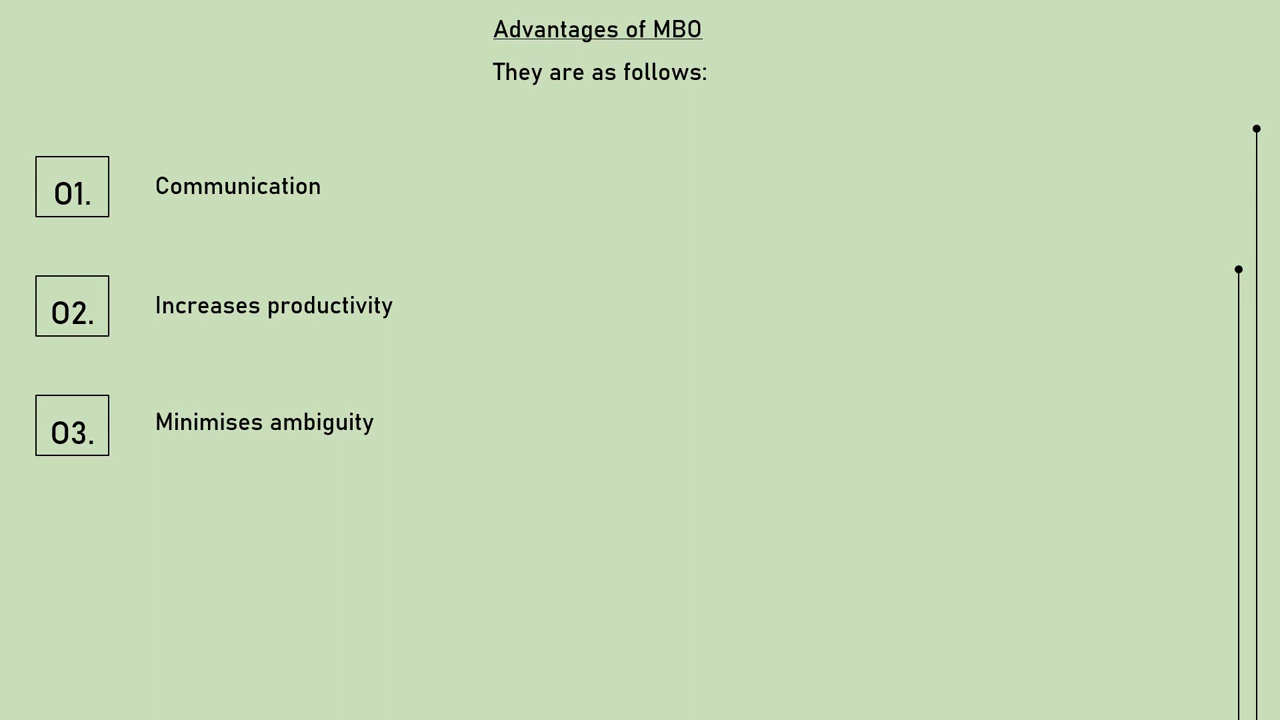 Advantages of MBO
They are as follows:
01. Communication
02. Increases productivity
03. Minimises ambiguity